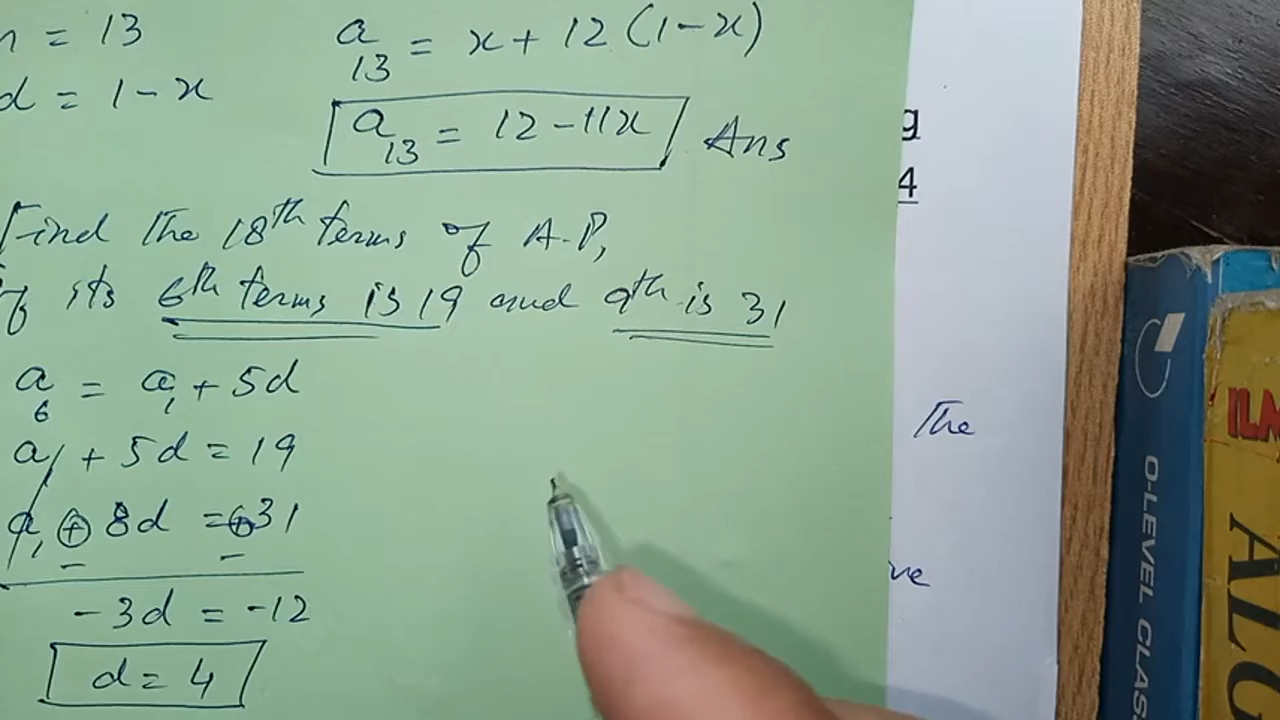 n = 13
d = 1 - x
a13 = x + 12 (1 - x)
a13 = 12 - 11x Ans
Find The 18th terms of A.P,
if its 6th terms is 19 and 9th is 31
a6 = a1 + 5d
a1 + 5d = 19
a1 + 8d = 31
- -
-3d = -12
d = 4
g
4
The
ve
O-LEVEL CLAS
ALG